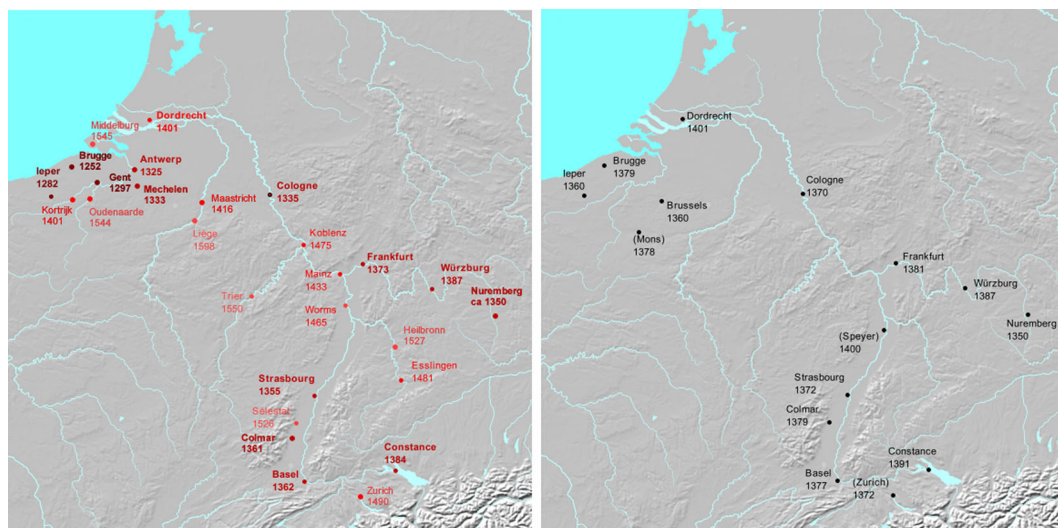 Middelburg
1545
Dordrecht
1401
Ieper
1282
Brugge
1252
Gent
1297
Antwerp
1325
Mechelen
1333
Kortrijk
1401
Oudenaarde
1544
Maastricht
1416
Liège
1598
Cologne
1335
Koblenz
1475
Frankfurt
1373
Mainz
1433
Würzburg
1387
Nuremberg
ca 1350
Trier
1550
Worms
1465
Heilbronn
1527
Esslingen
1481
Strasbourg
1355
Sélestat
1526
Colmar
1361
Constance
1384
Basel
1362
Zurich
1490
Dordrecht
1401
Brugge
1379
Ieper
1360
Brussels
1360
(Mons)
1378
Cologne
1370
Frankfurt
1381
Würzburg
1387
Nuremberg
1350
(Speyer)
1400
Strasbourg
1372
Colmar
1379
Constance
1391
Basel
1377
(Zurich)
1372